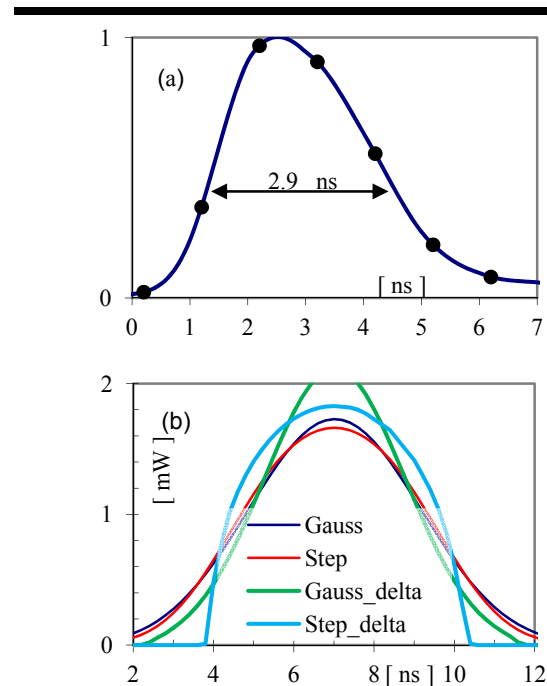 1
(a)
2.9 ns
[ ns ]
0
0 1 2 3 4 5 6 7
2
(b)
[ mW ]
1
Gauss
Step
Gauss_delta
Step_delta
0
2 4 6 8 [ ns ] 10 12